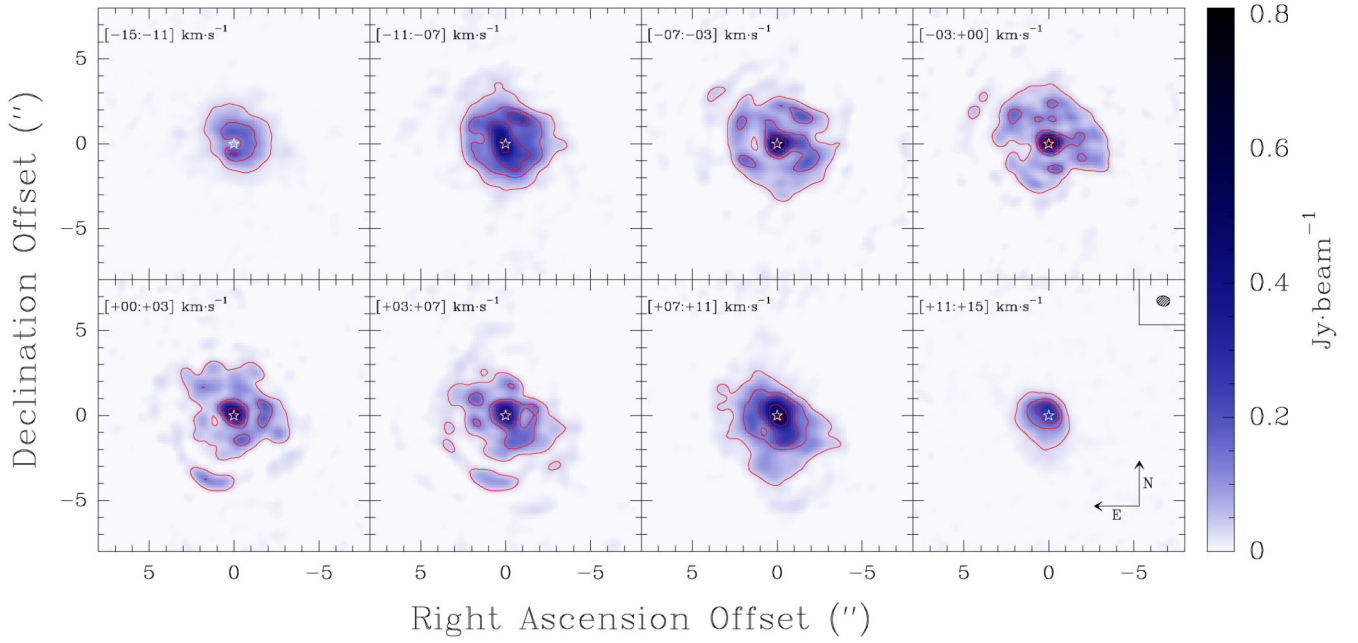 [−15:−11] km·s⁻¹ [−11:−07] km·s⁻¹ [−07:−03] km·s⁻¹ [−03:+00] km·s⁻¹ 0.8
5
0
−5
0.6
0.4
[+00:+03] km·s⁻¹ [+03:+07] km·s⁻¹ [+07:+11] km·s⁻¹ [+11:+15] km·s⁻¹
5
0
−5
0.2
0
N
E
5 0 −5 5 0 −5 5 0 −5 5 0 −5
Right Ascension Offset ('')
Declination Offset ('')
Jy·beam⁻¹